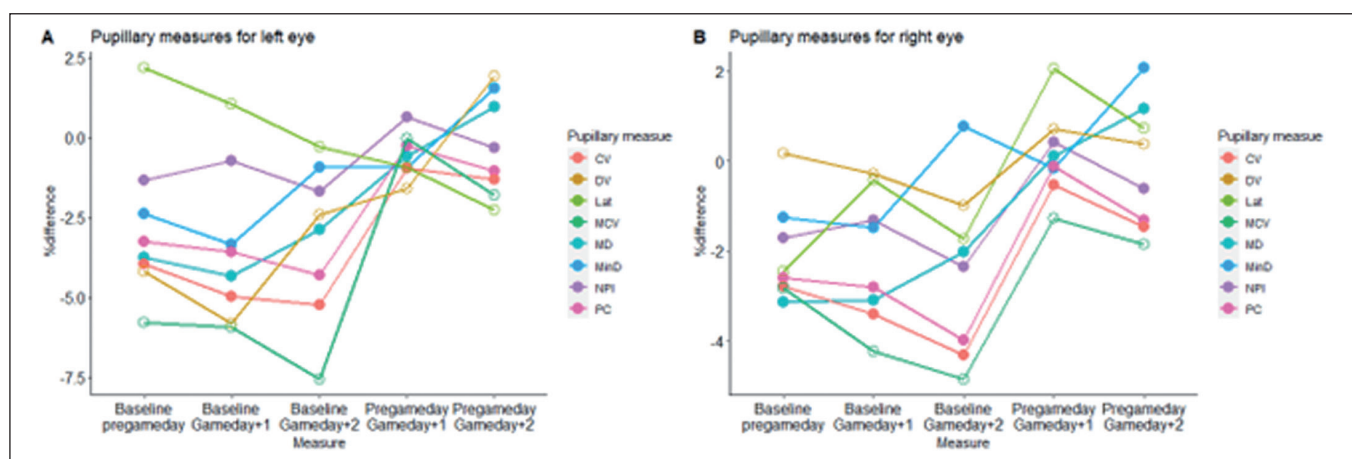 A Pupillary measures for left eye
%difference
2.5
0.0
-2.5
-5.0
-7.5
Baseline pregameday
Baseline Gameday+1
Baseline Gameday+2
Pregameday Gameday+1
Pregameday Gameday+2
Measure
Pupillary measue
CV
DV
Lat
MCV
MD
MinD
NPI
PC
B Pupillary measures for right eye
%difference
2
0
-2
-4
Baseline pregameday
Baseline Gameday+1
Baseline Gameday+2
Pregameday Gameday+1
Pregameday Gameday+2
Measure
Pupillary measue
CV
DV
Lat
MCV
MD
MinD
NPI
PC